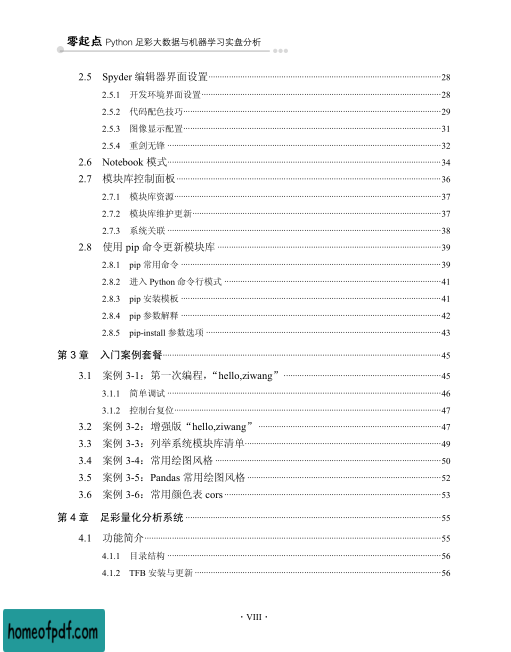 零起点 Python 足彩大数据与机器学习实盘分析
2.5 Spyder 编辑器界面设置 28
2.5.1 开发环境界面设置 28
2.5.2 代码配色技巧 29
2.5.3 图像显示配置 31
2.5.4 重剑无锋 32
2.6 Notebook 模式 34
2.7 模块库控制面板 36
2.7.1 模块库资源 37
2.7.2 模块库维护更新 37
2.7.3 系统关联 38
2.8 使用 pip 命令更新模块库 39
2.8.1 pip 常用命令 39
2.8.2 进入 Python 命令行模式 41
2.8.3 pip 安装模板 41
2.8.4 pip 参数解释 42
2.8.5 pip-install 参数选项 43
第 3 章 入门案例套餐 45
3.1 案例 3-1：第一次编程，“hello,ziwang” 45
3.1.1 简单调试 46
3.1.2 控制台复位 47
3.2 案例 3-2：增强版“hello,ziwang” 47
3.3 案例 3-3：列举系统模块库清单 49
3.4 案例 3-4：常用绘图风格 50
3.5 案例 3-5：Pandas 常用绘图风格 52
3.6 案例 3-6：常用颜色表 cors 53
第 4 章 足彩量化分析系统 55
4.1 功能简介 55
4.1.1 目录结构 56
4.1.2 TFB 安装与更新 56
· VIII ·
homeofpdf.com